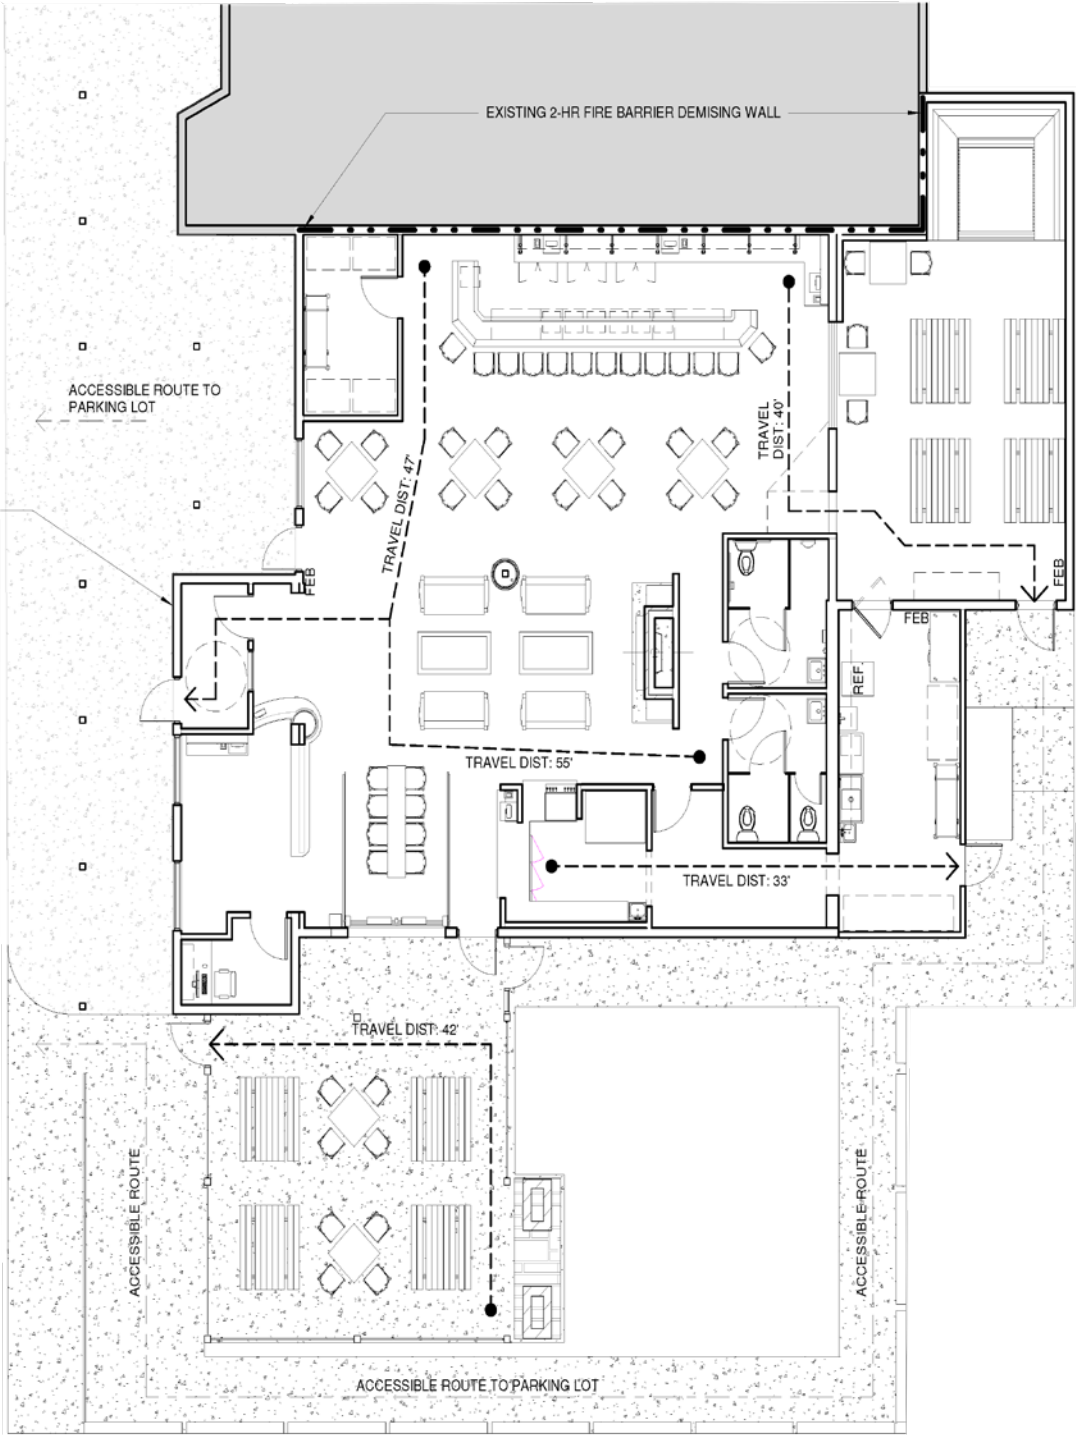 EXISTING 2-HR FIRE BARRIER DEMISING WALL
ACCESSIBLE ROUTE TO
PARKING LOT
TRAVEL
DIST: 40'
TRAVEL DIST: 47'
FEB
FEB
FEB
REF.
TRAVEL DIST: 55'
TRAVEL DIST: 33'
TRAVEL DIST: 42'
ACCESSIBLE ROUTE
ACCESSIBLE ROUTE
ACCESSIBLE ROUTE TO PARKING LOT